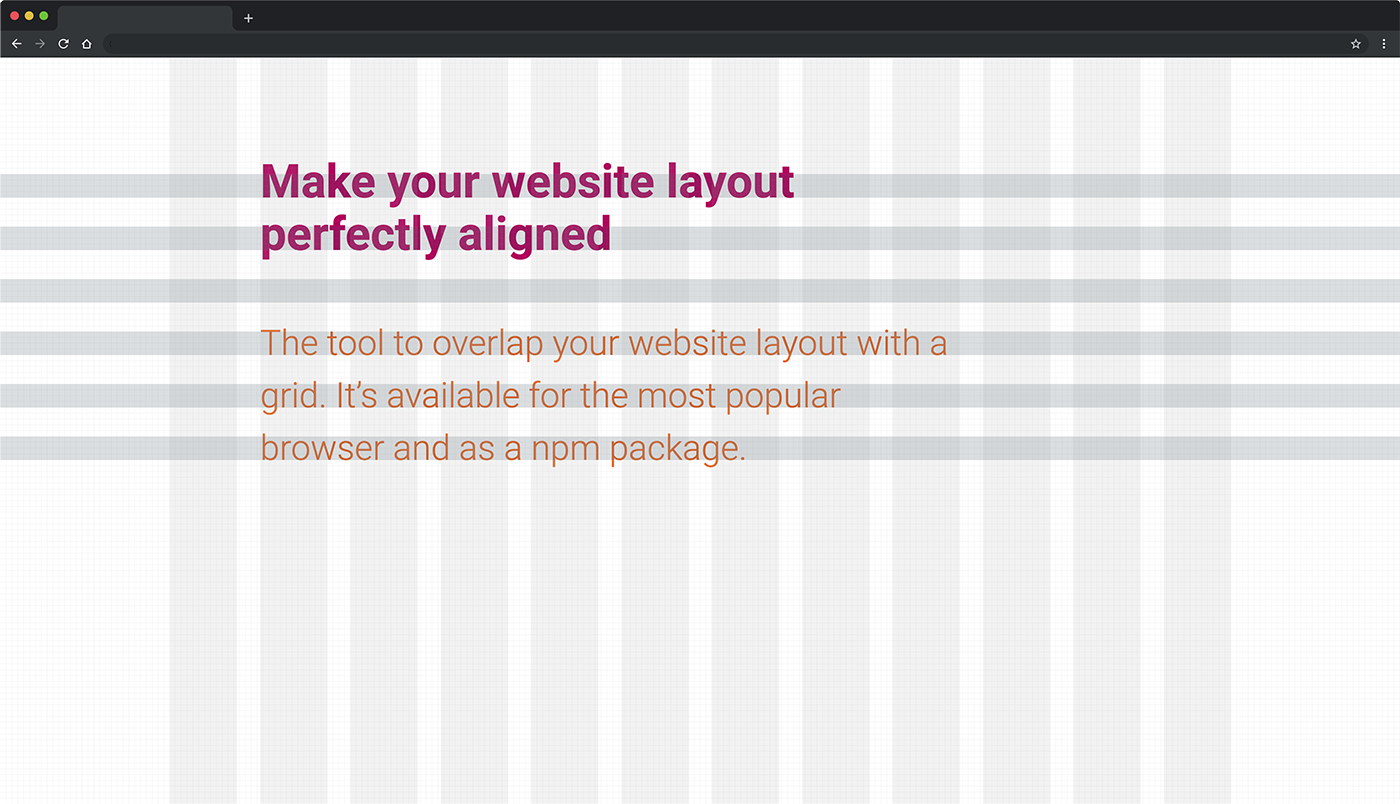 Make your website layout
perfectly aligned
The tool to overlap your website layout with a
grid. It’s available for the most popular
browser and as a npm package.